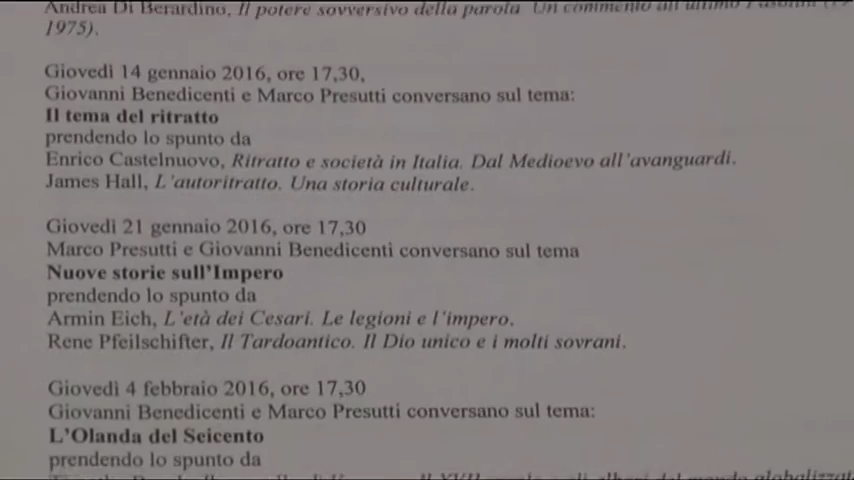 Andrea Di Berardino, Il potere sovversivo della parola. Un commento all'ultimo Pasolini
1975).
Giovedì 14 gennaio 2016, ore 17,30,
Giovanni Benedicenti e Marco Presutti conversano sul tema:
Il tema del ritratto
prendendo lo spunto da
Enrico Castelnuovo, Ritratto e società in Italia. Dal Medioevo all'avanguardi.
James Hall, L'autoritratto. Una storia culturale.
Giovedì 21 gennaio 2016, ore 17,30
Marco Presutti e Giovanni Benedicenti conversano sul tema
Nuove storie sull'Impero
prendendo lo spunto da
Armin Eich, L'età dei Cesari. Le legioni e l'impero.
Rene Pfeilschifter, Il Tardoantico. Il Dio unico e i molti sovrani.
Giovedì 4 febbraio 2016, ore 17,30
Giovanni Benedicenti e Marco Presutti conversano sul tema:
L'Olanda del Seicento
prendendo lo spunto da